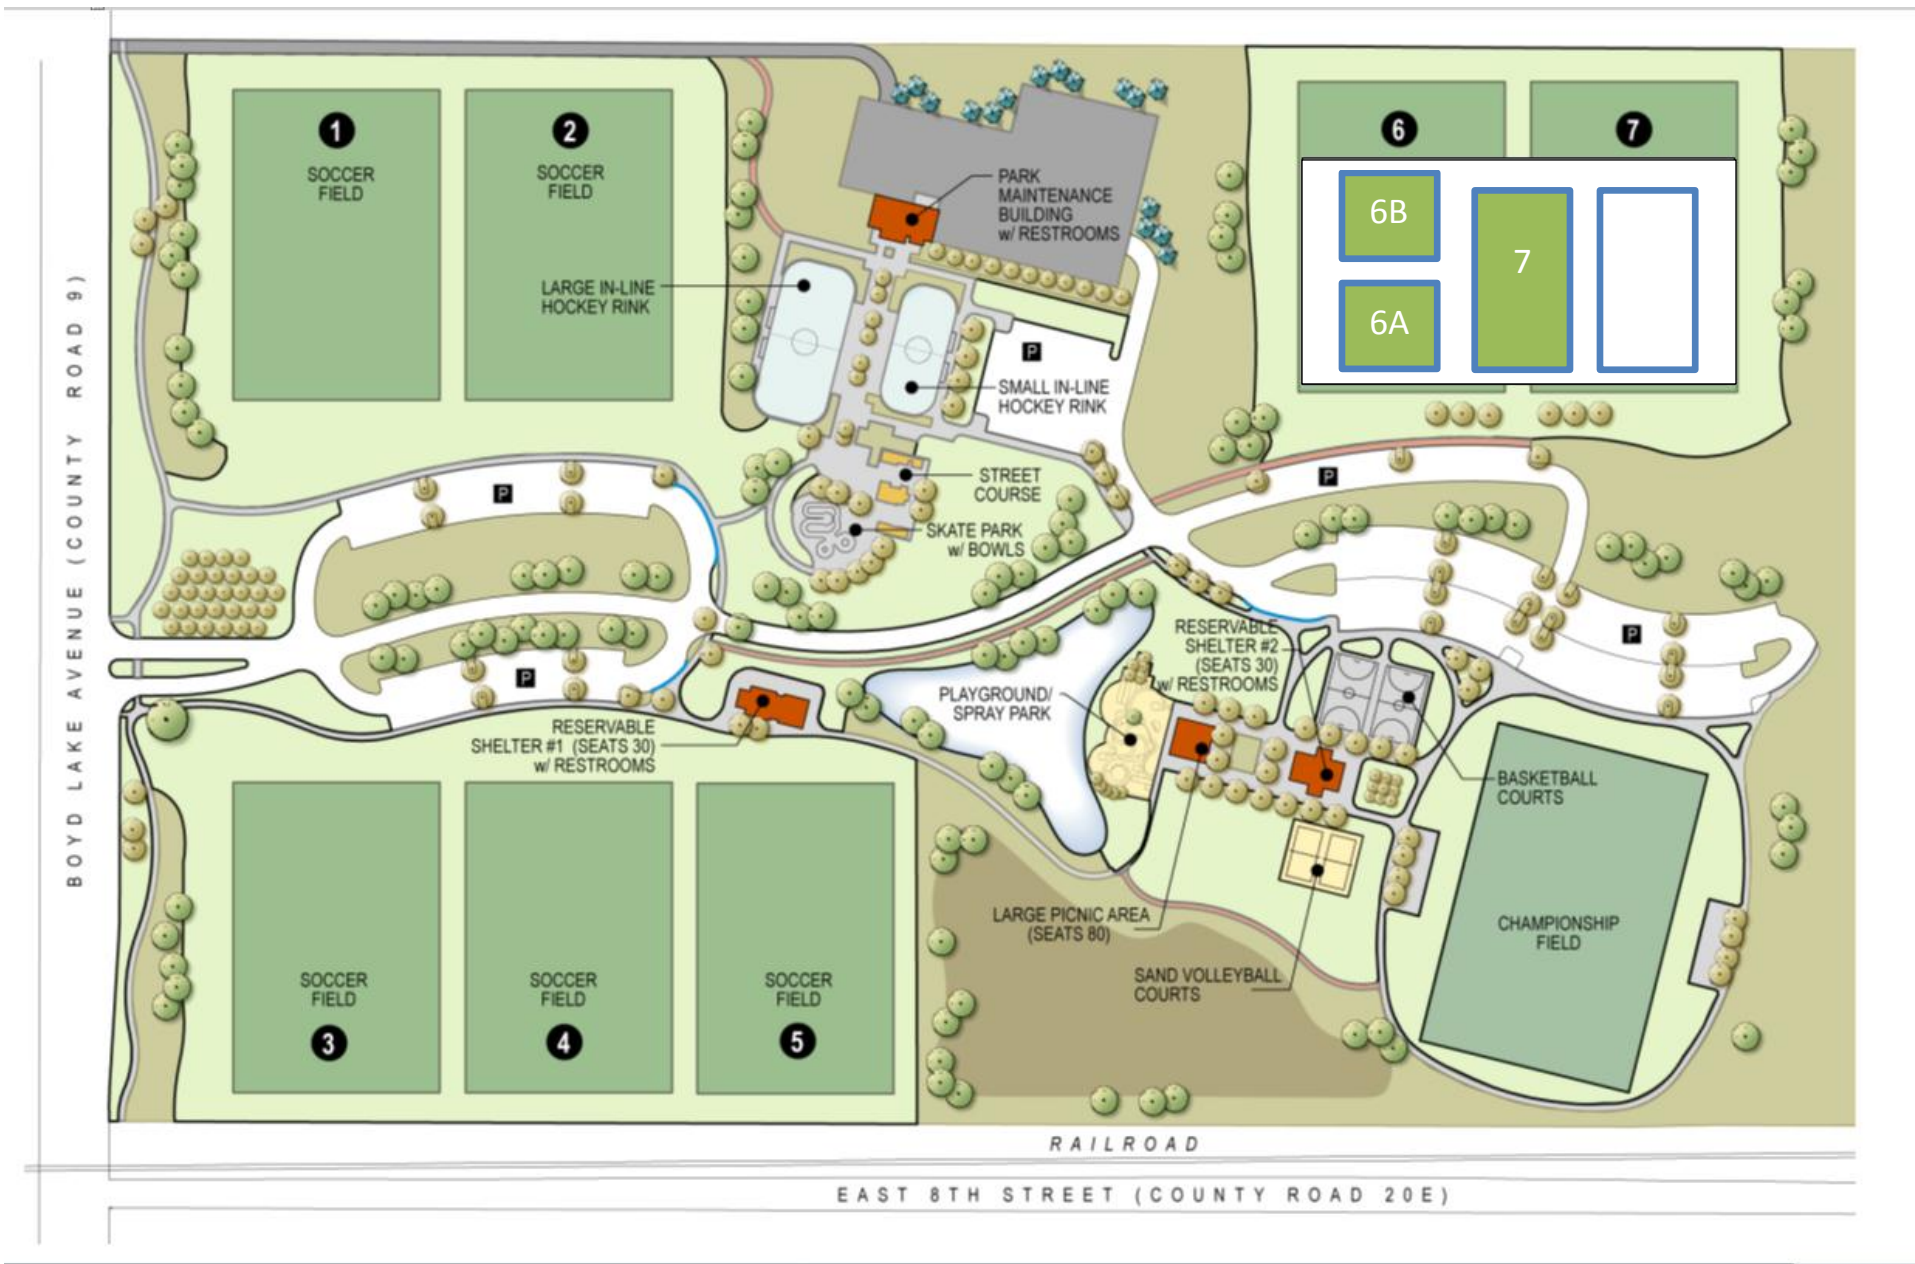 1
SOCCER
FIELD
2
SOCCER
FIELD
6
7
6B
6A
7
PARK
MAINTENANCE
BUILDING
w/ RESTROOMS
LARGE IN-LINE
HOCKEY RINK
P
SMALL IN-LINE
HOCKEY RINK
STREET
COURSE
SKATE PARK
w/ BOWLS
P
P
P
P
BOYD LAKE AVENUE (COUNTY ROAD 9)
RESERVABLE
SHELTER #2
(SEATS 30)
w/ RESTROOMS
PLAYGROUND/
SPRAY PARK
RESERVABLE
SHELTER #1 (SEATS 30)
w/ RESTROOMS
BASKETBALL
COURTS
LARGE PICNIC AREA
(SEATS 80)
CHAMPIONSHIP
FIELD
SAND VOLLEYBALL
COURTS
SOCCER
FIELD
3
SOCCER
FIELD
4
SOCCER
FIELD
5
RAILROAD
EAST 8TH STREET (COUNTY ROAD 20E)